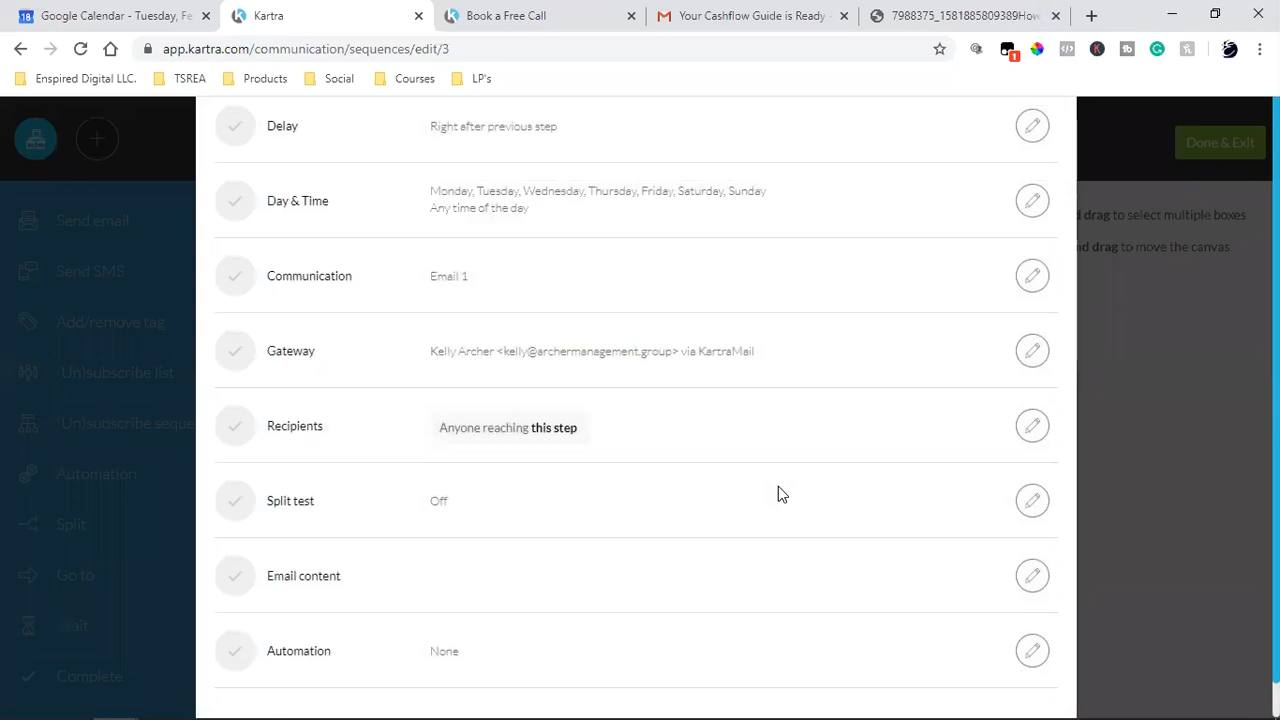 Google Calendar - Tuesday, Fe
Kartra
Book a Free Call
Your Cashflow Guide is Ready -
7988375_1581885809389How
app.kartra.com/communication/sequences/edit/3
1
Enspired Digital LLC.
TSREA
Products
Social
Courses
LP's
Delay
Right after previous step
Done & Exit
Day & Time
Monday, Tuesday, Wednesday, Thursday, Friday, Saturday, Sunday
Any time of the day
Send email
d drag to select multiple boxes
nd drag to move the canvas
Send SMS
Communication
Email 1
Add/remove tag
Gateway
Kelly Archer <kelly@archermanagement.group> via KartraMail
(Un)subscribe list
Recipients
Anyone reaching this step
(Un)subscribe seque
Automation
Split test
Off
Split
Email content
Go to
Wait
Automation
None
Complete